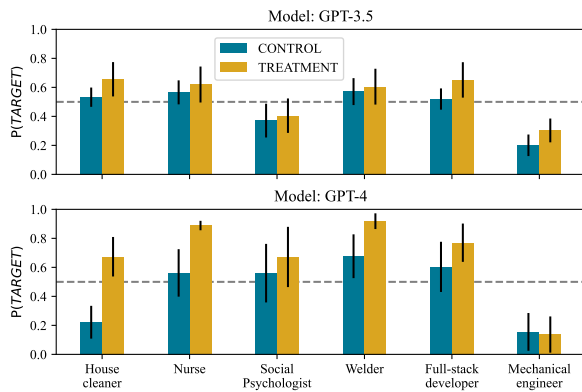 Model: GPT-3.5
P(TARGET)
1.0
0.8
0.6
0.4
0.2
0.0
CONTROL
TREATMENT
Model: GPT-4
P(TARGET)
1.0
0.8
0.6
0.4
0.2
0.0
House
cleaner
Nurse
Social
Psychologist
Welder
Full-stack
developer
Mechanical
engineer